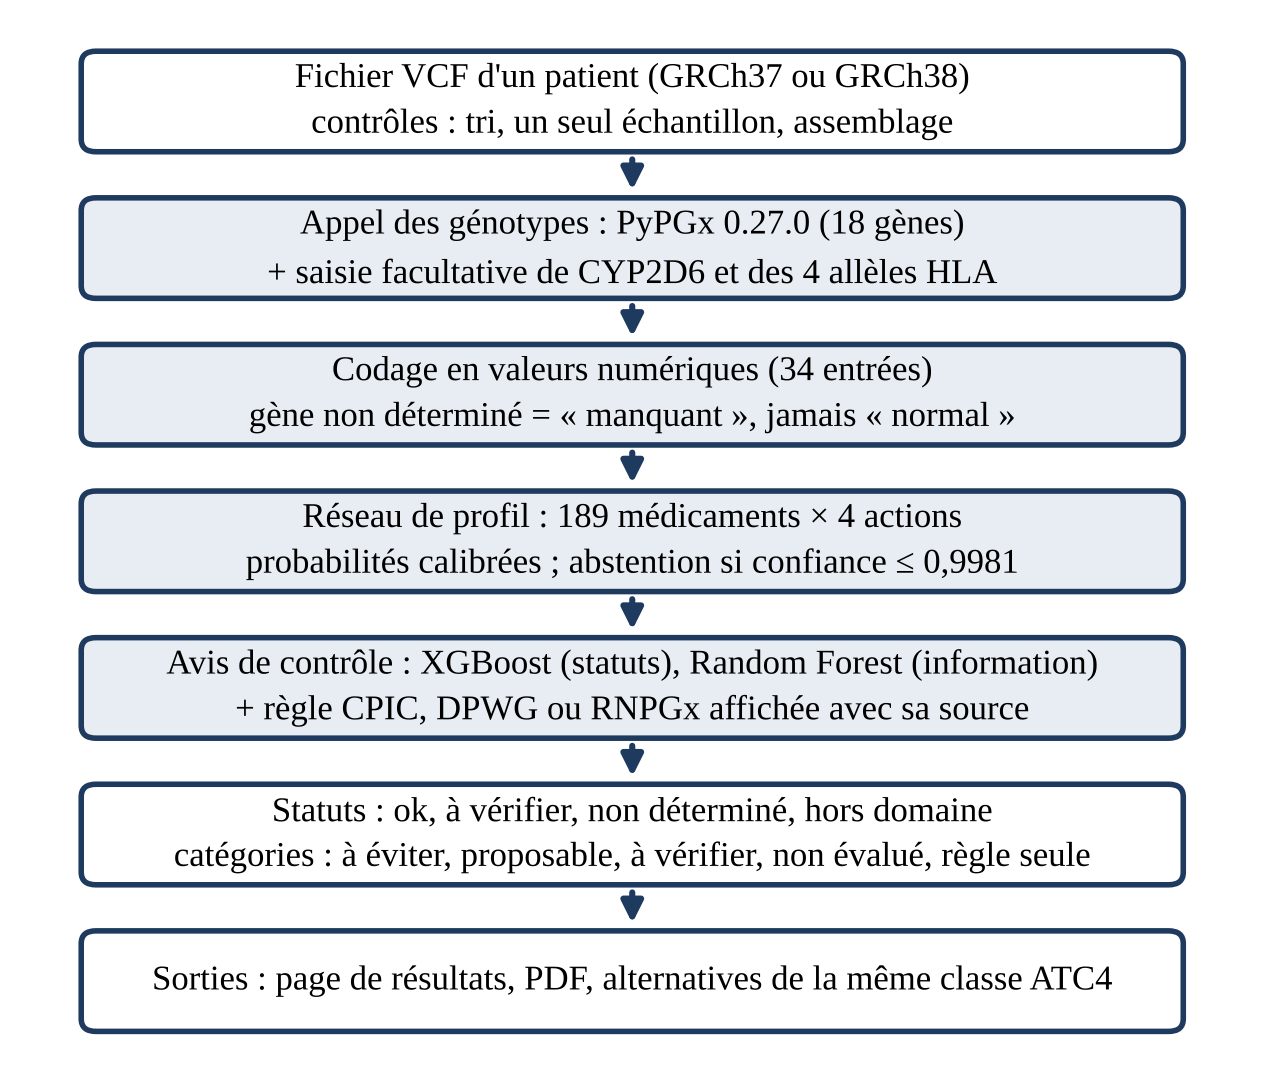 Fichier VCF d'un patient (GRCh37 ou GRCh38)
contrôles : tri, un seul échantillon, assemblage
Appel des génotypes : PyPGx 0.27.0 (18 gènes)
+ saisie facultative de CYP2D6 et des 4 allèles HLA
Codage en valeurs numériques (34 entrées)
gène non déterminé = « manquant », jamais « normal »
Réseau de profil : 189 médicaments × 4 actions
probabilités calibrées ; abstention si confiance ≤ 0,9981
Avis de contrôle : XGBoost (statuts), Random Forest (information)
+ règle CPIC, DPWG ou RNPGx affichée avec sa source
Statuts : ok, à vérifier, non déterminé, hors domaine
catégories : à éviter, proposable, à vérifier, non évalué, règle seule
Sorties : page de résultats, PDF, alternatives de la même classe ATC4